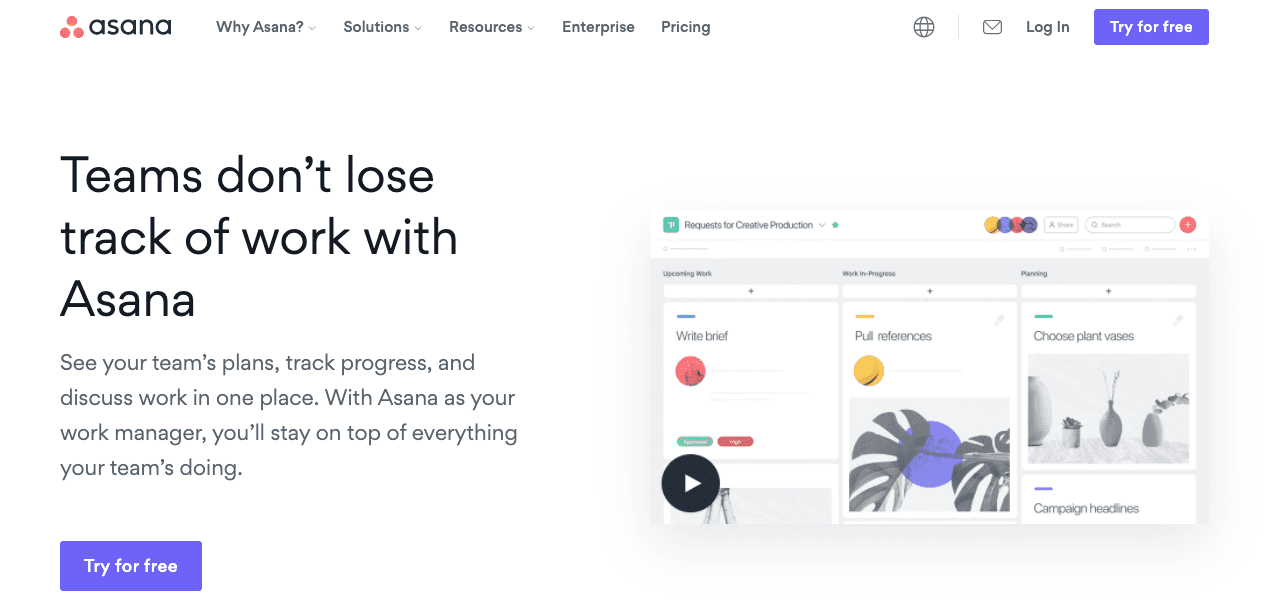 asana Why Asana? Solutions Resources Enterprise Pricing Log In Try for free
Teams don’t lose
track of work with
Asana
See your team’s plans, track progress, and
discuss work in one place. With Asana as your
work manager, you’ll stay on top of everything
your team’s doing.
Try for free
Requests for Creative Production Share Search
Upcoming Work Work In-Progress Planning
Write brief Pull references Choose plant vases
Approved High
Campaign headlines